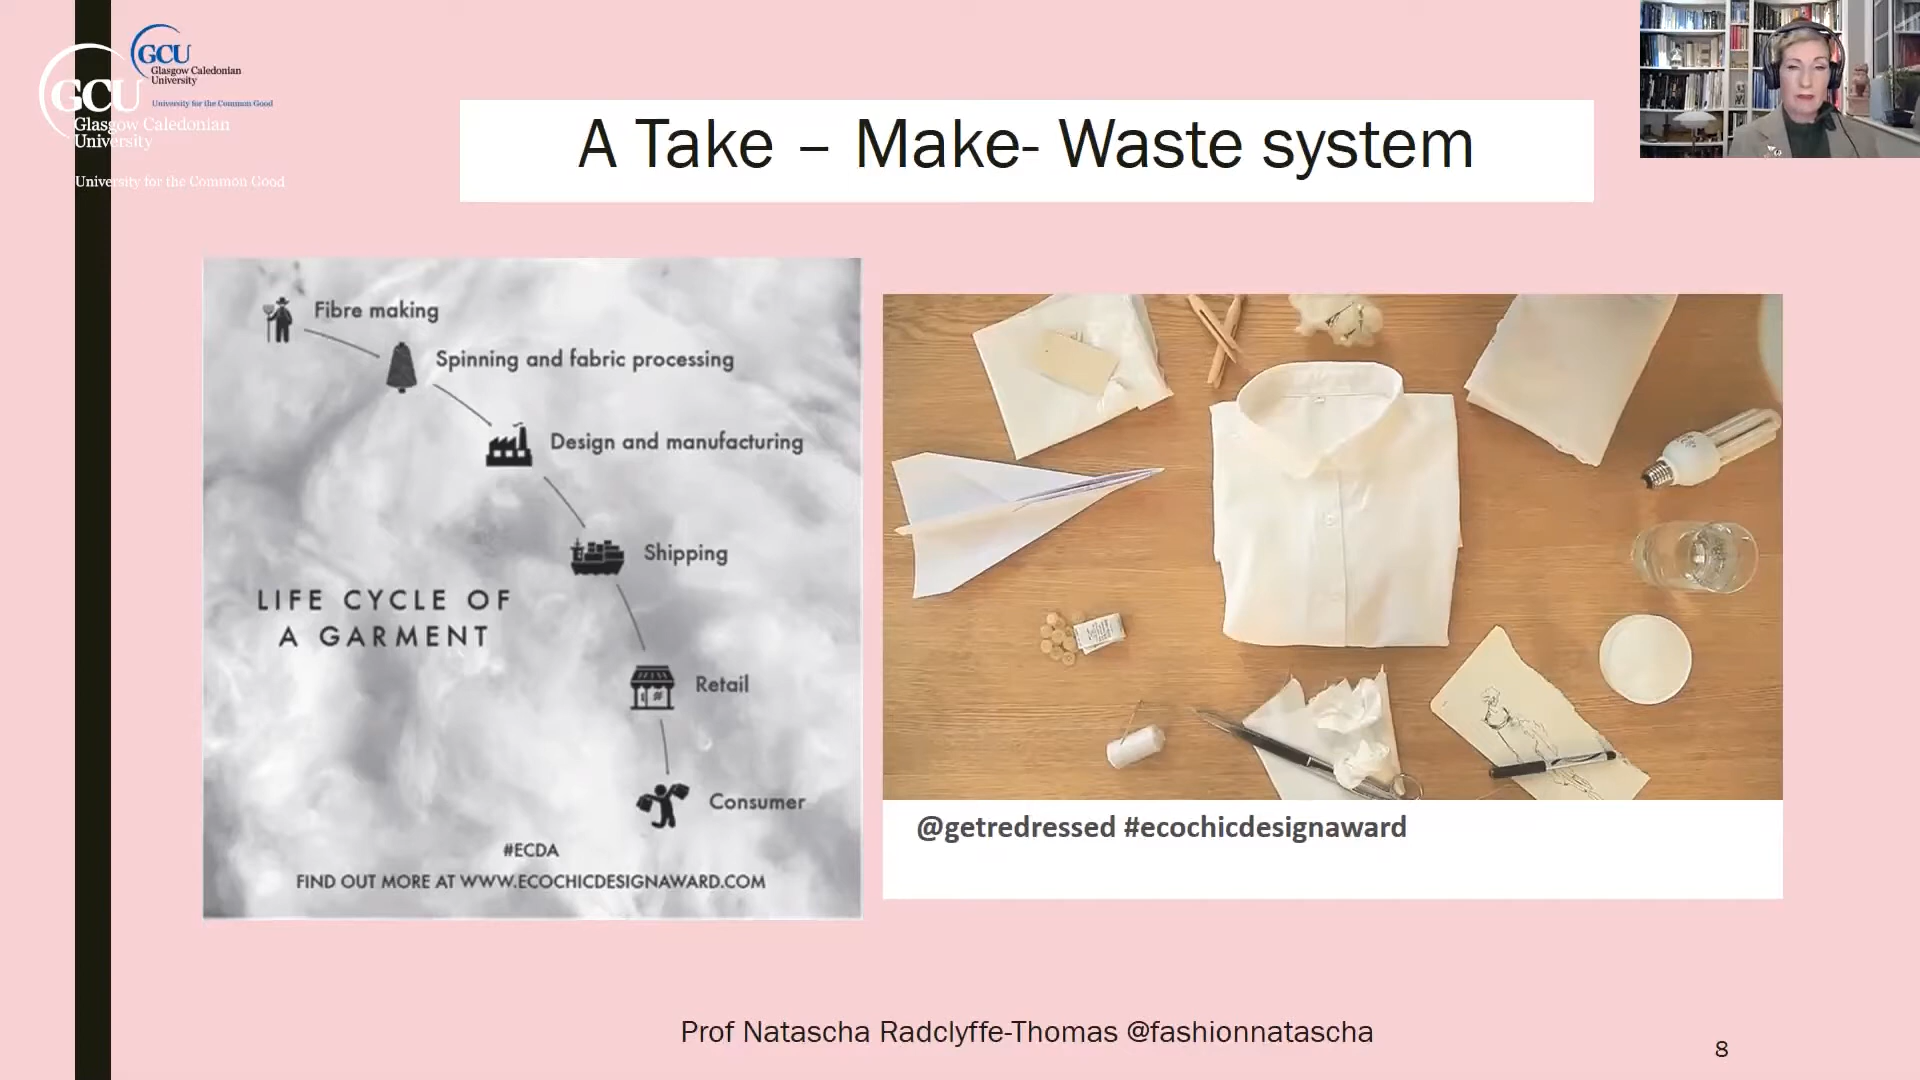 GCU
Glasgow Caledonian
University
University for the Common Good
GCU
Glasgow Caledonian
University
University for the Common Good
A Take – Make- Waste system
Fibre making
Spinning and fabric processing
Design and manufacturing
Shipping
LIFE CYCLE OF
A GARMENT
Retail
Consumer
#ECDA
FIND OUT MORE AT WWW.ECOCHICDESIGNAWARD.COM
@getredressed #ecochicdesignaward
Prof Natascha Radclyffe-Thomas @fashionnatascha
8